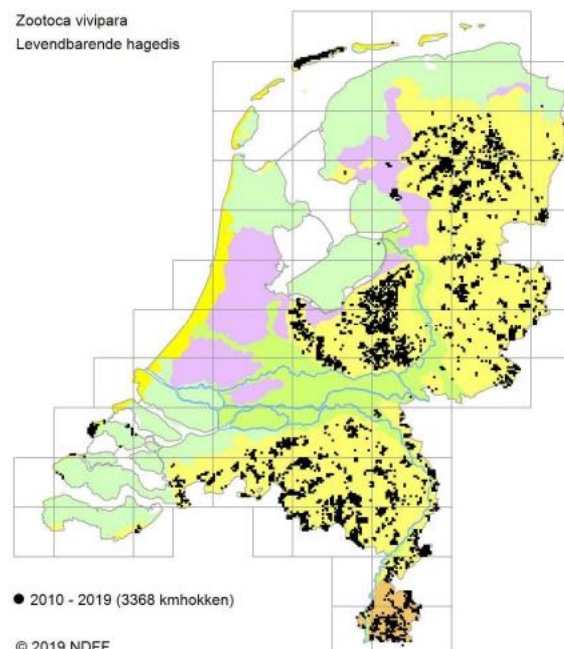 Zootoca vivipara
Levendbarende hagedis
● 2010 - 2019 (3368 kmhokken)
© 2019 NDFF